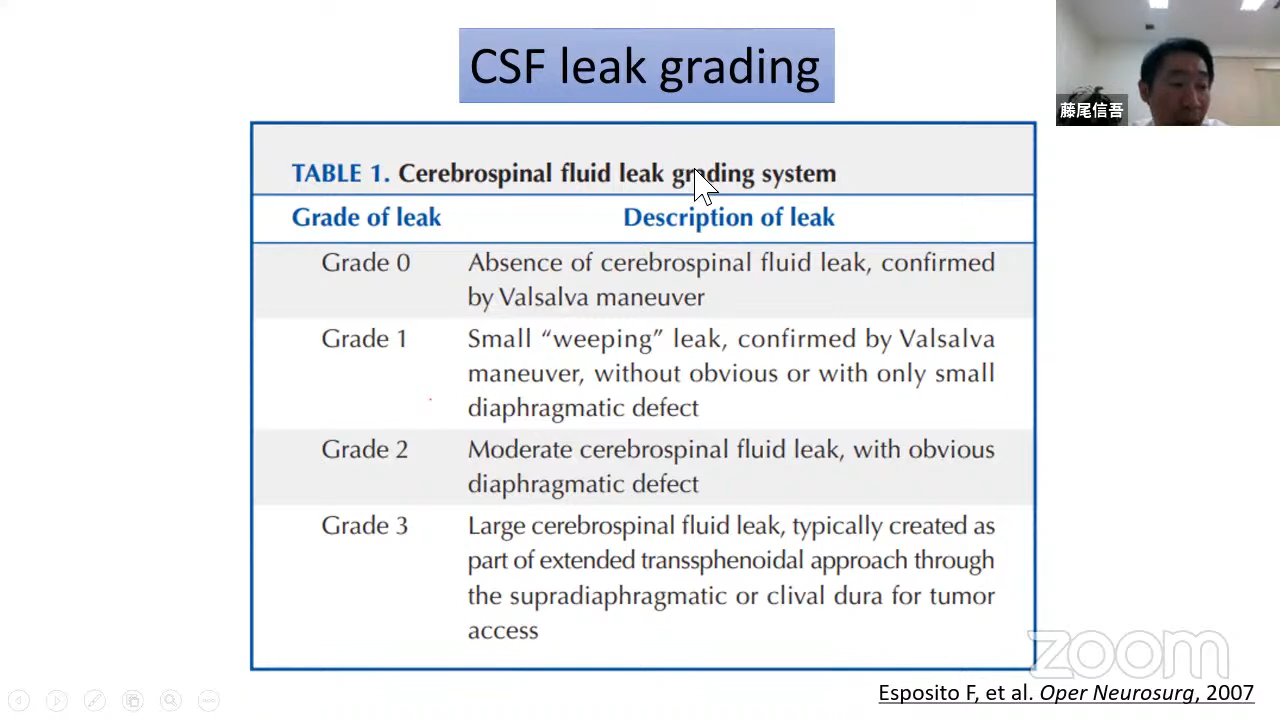 CSF leak grading
藤尾信吾
TABLE 1. Cerebrospinal fluid leak grading system
Grade of leak Description of leak
Grade 0 Absence of cerebrospinal fluid leak, confirmed
by Valsalva maneuver
Grade 1 Small “weeping” leak, confirmed by Valsalva
maneuver, without obvious or with only small
diaphragmatic defect
Grade 2 Moderate cerebrospinal fluid leak, with obvious
diaphragmatic defect
Grade 3 Large cerebrospinal fluid leak, typically created as
part of extended transsphenoidal approach through
the supradiaphragmatic or clival dura for tumor
access
zoom
Esposito F, et al. Oper Neurosurg, 2007